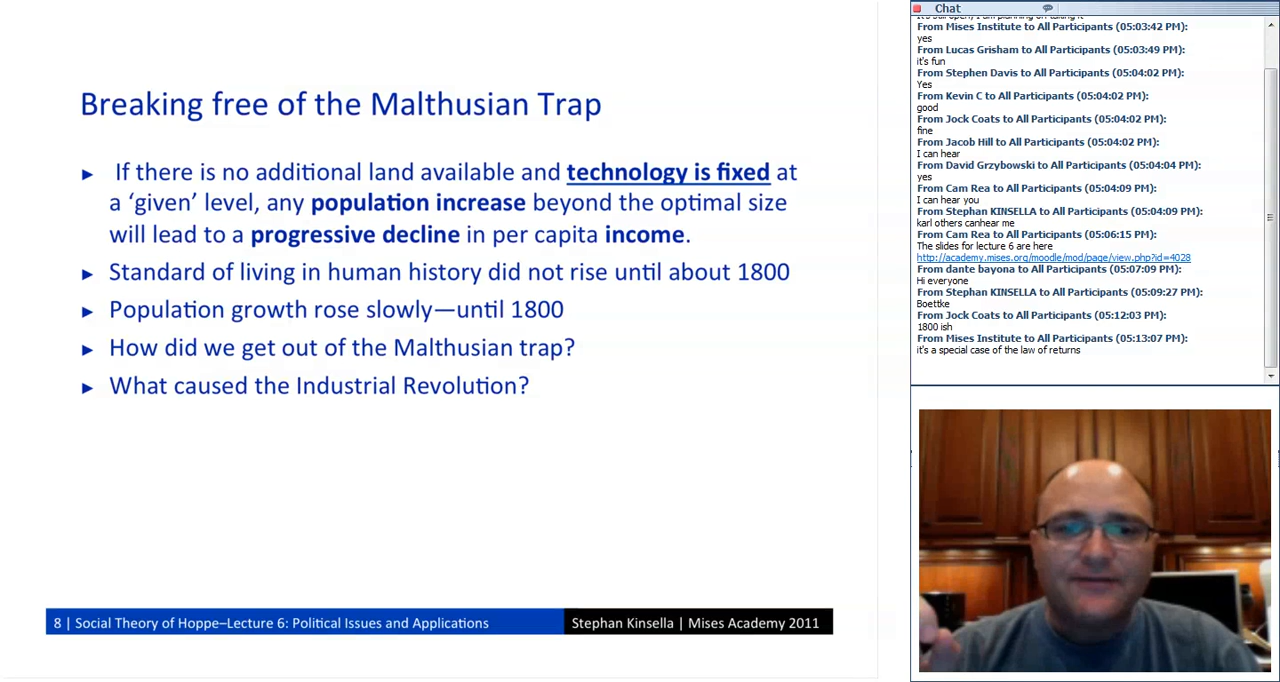 Breaking free of the Malthusian Trap
► If there is no additional land available and technology is fixed at
a ‘given’ level, any population increase beyond the optimal size
will lead to a progressive decline in per capita income.
► Standard of living in human history did not rise until about 1800
► Population growth rose slowly—until 1800
► How did we get out of the Malthusian trap?
► What caused the Industrial Revolution?
8 | Social Theory of Hoppe–Lecture 6: Political Issues and Applications
Stephan Kinsella | Mises Academy 2011
Chat
From Mises Institute to All Participants (05:03:42 PM):
yes
From Lucas Grisham to All Participants (05:03:49 PM):
it's fun
From Stephen Davis to All Participants (05:04:02 PM):
Yes
From Kevin C to All Participants (05:04:02 PM):
good
From Jock Coats to All Participants (05:04:02 PM):
fine
From Jacob Hill to All Participants (05:04:02 PM):
I can hear
From David Grzybowski to All Participants (05:04:04 PM):
yes
From Cam Rea to All Participants (05:04:09 PM):
I can hear you
From Stephan KINSELLA to All Participants (05:04:09 PM):
karl others canhear me
From Cam Rea to All Participants (05:06:15 PM):
The slides for lecture 6 are here
http://academy.mises.org/moodle/mod/page/view.php?id=4028
From dante bayona to All Participants (05:07:09 PM):
Hi everyone
From Stephan KINSELLA to All Participants (05:09:27 PM):
Boettke
From Jock Coats to All Participants (05:12:03 PM):
1800 ish
From Mises Institute to All Participants (05:13:07 PM):
it's a special case of the law of returns